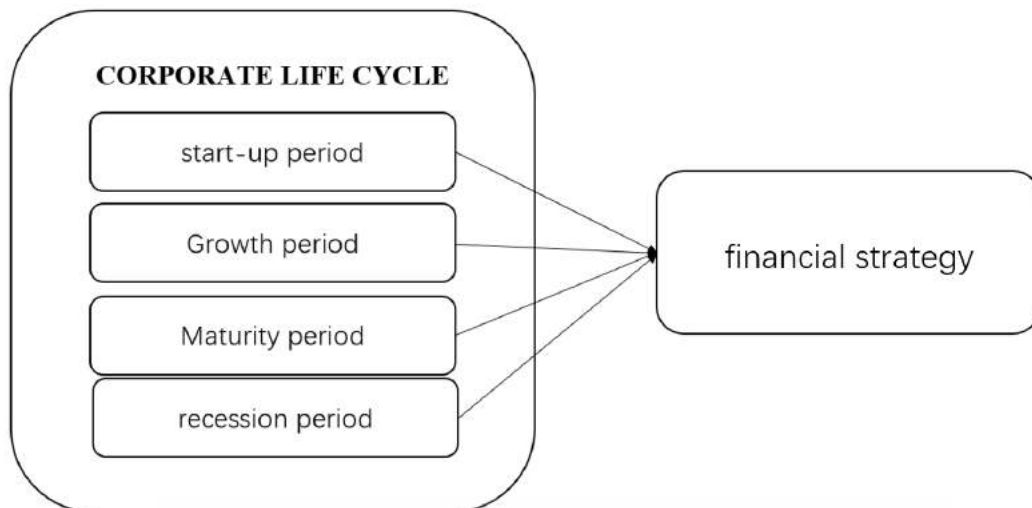 CORPORATE LIFE CYCLE
start-up period
Growth period
Maturity period
recession period
financial strategy